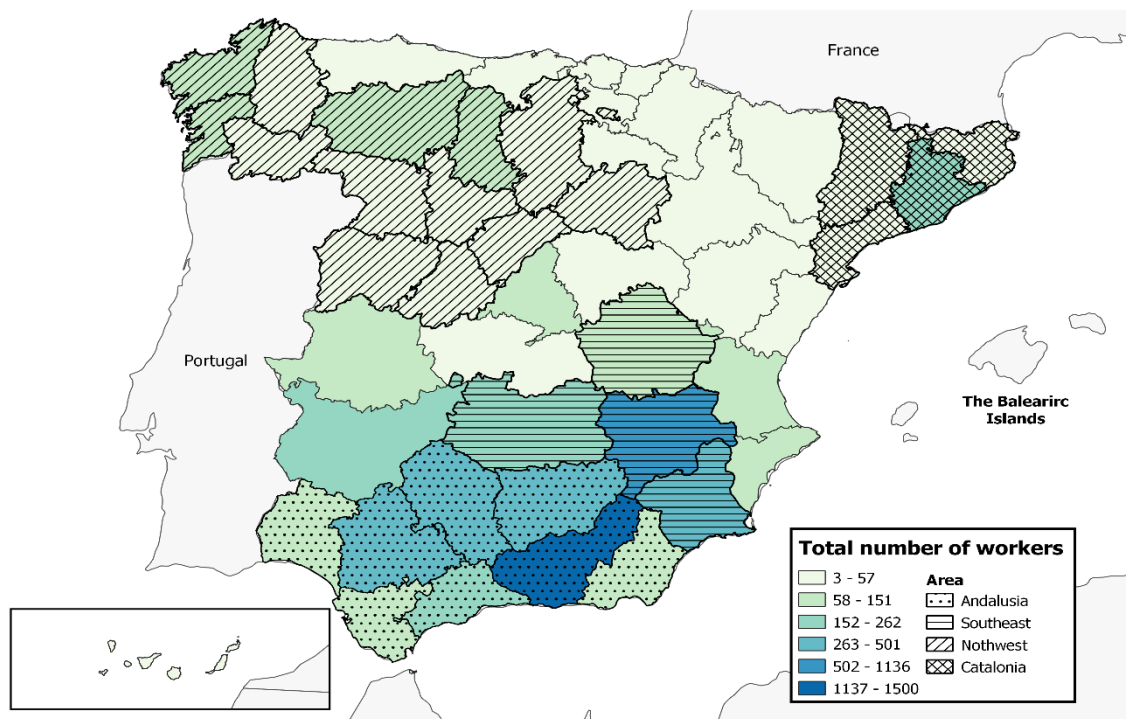 France
Portugal
The Balearirc
Islands
Total number of workers
3 - 57
58 - 151
152 - 262
263 - 501
502 - 1136
1137 - 1500
Area
Andalusia
Southeast
Nothwest
Catalonia